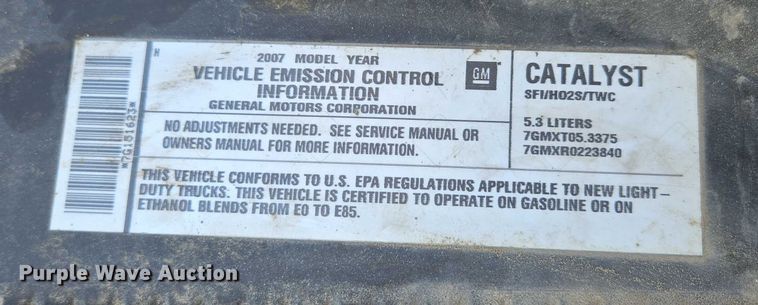 H
2007 MODEL YEAR
VEHICLE EMISSION CONTROL
INFORMATION
GENERAL MOTORS CORPORATION
GM
CATALYST
SFI/HO2S/TWC
5.3 LITERS
7GMXT05.3375
7GMXR0223840
NO ADJUSTMENTS NEEDED. SEE SERVICE MANUAL OR
OWNERS MANUAL FOR MORE INFORMATION.
THIS VEHICLE CONFORMS TO U.S. EPA REGULATIONS APPLICABLE TO NEW LIGHT-
DUTY TRUCKS. THIS VEHICLE IS CERTIFIED TO OPERATE ON GASOLINE OR ON
ETHANOL BLENDS FROM E0 TO E85.
*7G181623*
Purple Wave Auction